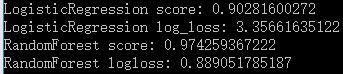 LogisticRegression score: 0.90281600272
LogisticRegression log_loss: 3.35661635122
RandomForest score: 0.974259367222
RandomForest logloss: 0.889051785187